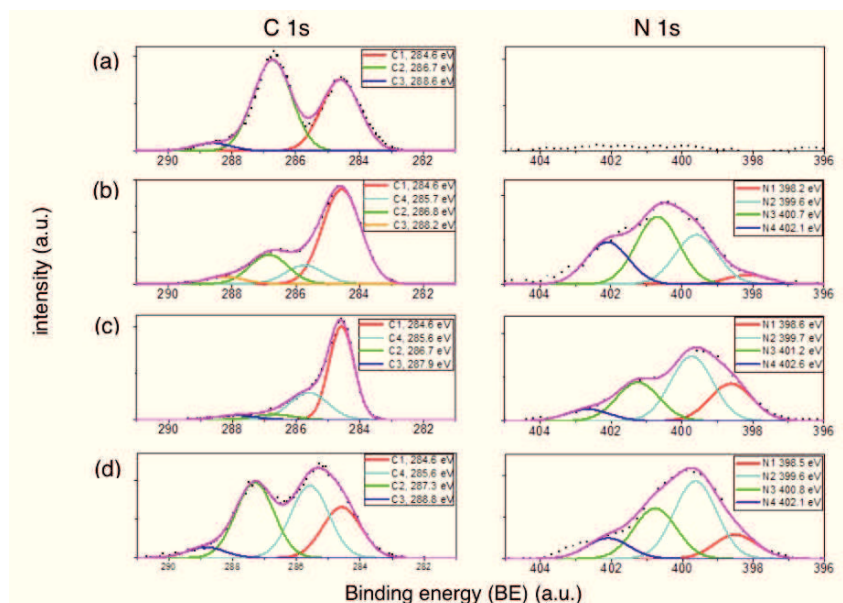 C 1s N 1s
(a)
C1, 284.6 eV
C2, 286.7 eV
C3, 288.6 eV
290 288 286 284 282
404 402 400 398 396
(b)
C1, 284.6 eV
C4, 285.7 eV
C2, 286.8 eV
C3, 288.2 eV
290 288 286 284 282
N1 398.2 eV
N2 399.6 eV
N3 400.7 eV
N4 402.1 eV
404 402 400 398 396
intensity (a.u.)
(c)
C1, 284.6 eV
C4, 285.6 eV
C2, 286.7 eV
C3, 287.9 eV
290 288 286 284 282
N1 398.6 eV
N2 399.7 eV
N3 401.2 eV
N4 402.6 eV
404 402 400 398 396
(d)
C1, 284.6 eV
C4, 285.6 eV
C2, 287.3 eV
C3, 288.8 eV
290 288 286 284 282
N1 398.5 eV
N2 399.6 eV
N3 400.8 eV
N4 402.1 eV
404 402 400 398 396
Binding energy (BE) (a.u.)